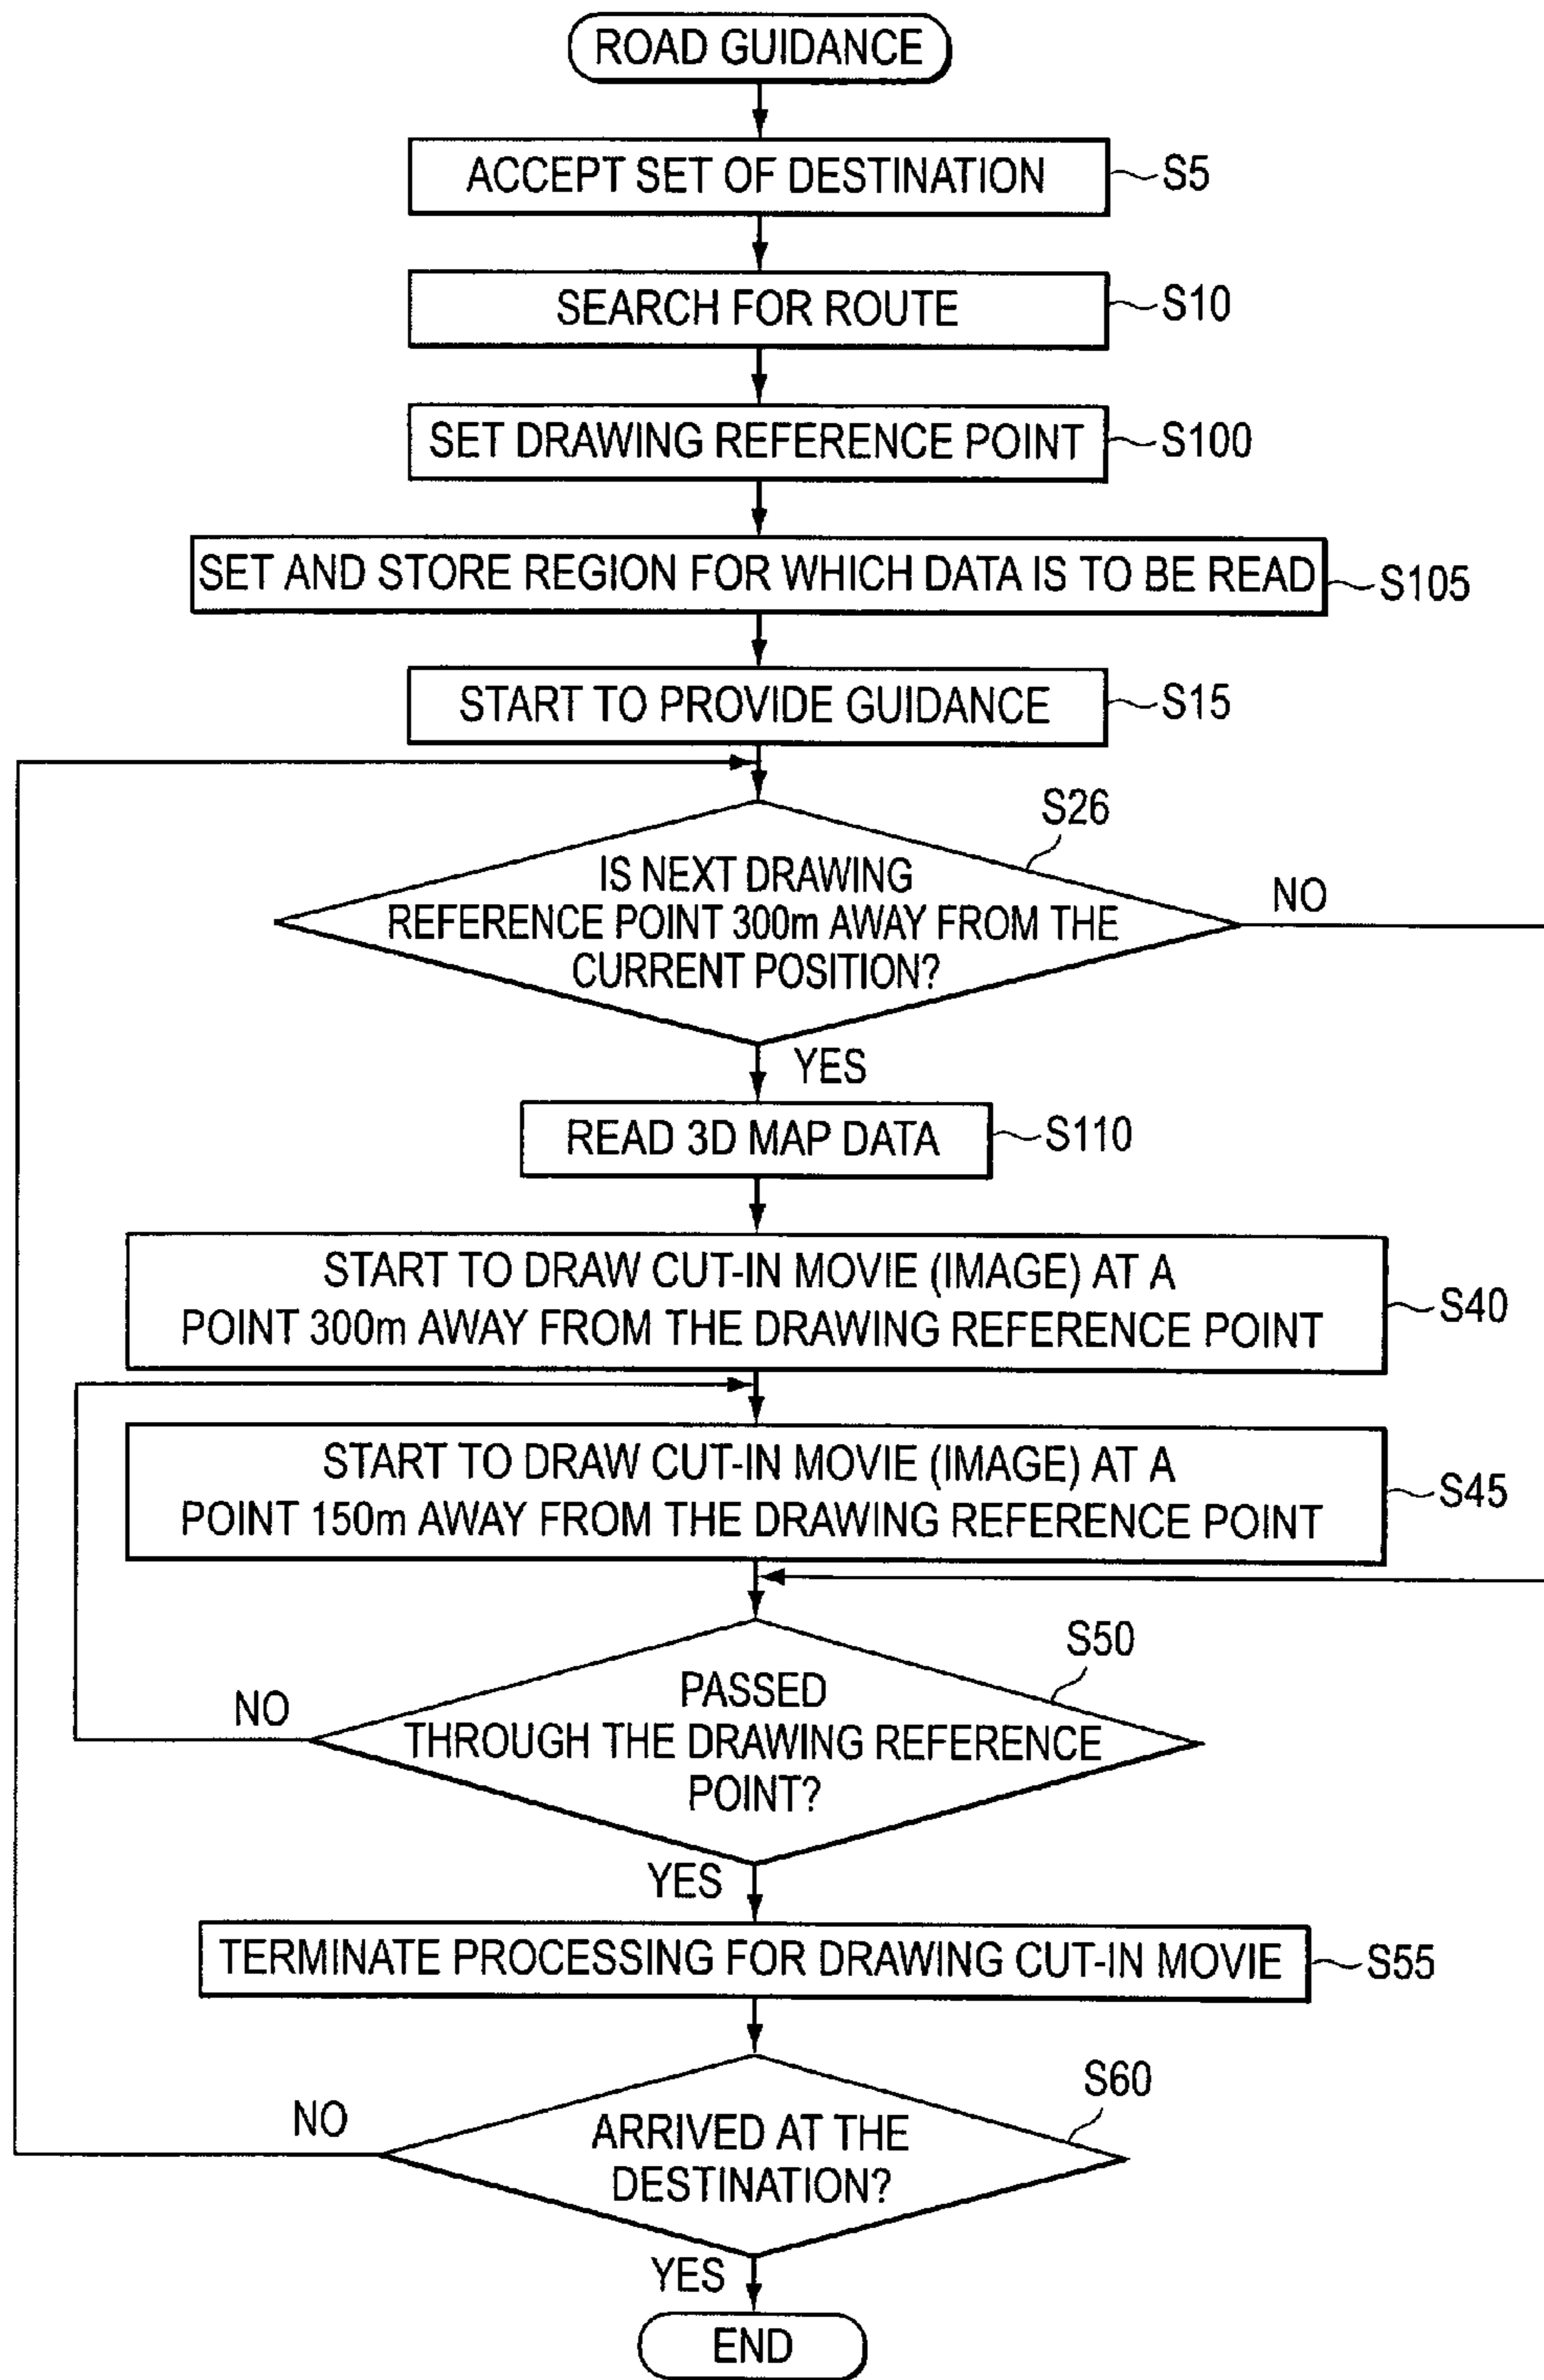 ROAD GUIDANCE
ACCEPT SET OF DESTINATION
S5
SEARCH FOR ROUTE
S10
SET DRAWING REFERENCE POINT
S100
SET AND STORE REGION FOR WHICH DATA IS TO BE READ
S105
START TO PROVIDE GUIDANCE
S15
S26
IS NEXT DRAWING
REFERENCE POINT 300m AWAY FROM THE
CURRENT POSITION?
NO
YES
READ 3D MAP DATA
S110
START TO DRAW CUT-IN MOVIE (IMAGE) AT A
POINT 300m AWAY FROM THE DRAWING REFERENCE POINT
S40
START TO DRAW CUT-IN MOVIE (IMAGE) AT A
POINT 150m AWAY FROM THE DRAWING REFERENCE POINT
S45
S50
PASSED
THROUGH THE DRAWING REFERENCE
POINT?
NO
YES
TERMINATE PROCESSING FOR DRAWING CUT-IN MOVIE
S55
S60
ARRIVED AT THE
DESTINATION?
NO
YES
END